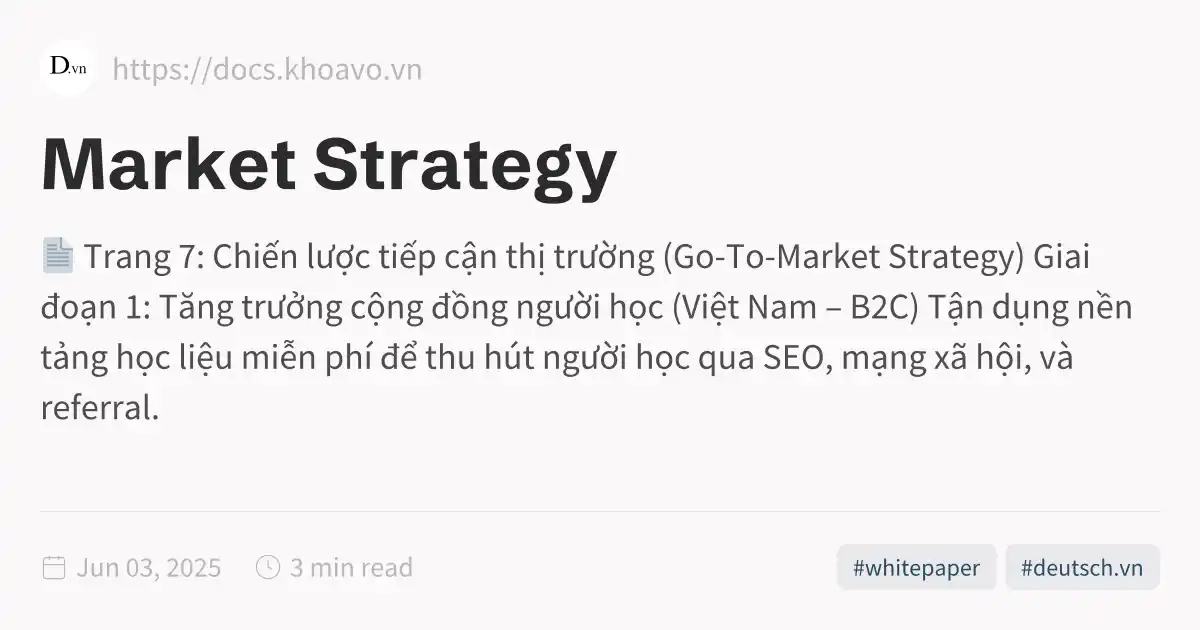 D.vn
https://docs.khoavo.vn
Market Strategy
Trang 7: Chiến lược tiếp cận thị trường (Go-To-Market Strategy) Giai
đoạn 1: Tăng trưởng cộng đồng người học (Việt Nam – B2C) Tận dụng nền
tảng học liệu miễn phí để thu hút người học qua SEO, mạng xã hội, và
referral.
Jun 03, 2025
3 min read
#whitepaper
#deutsch.vn